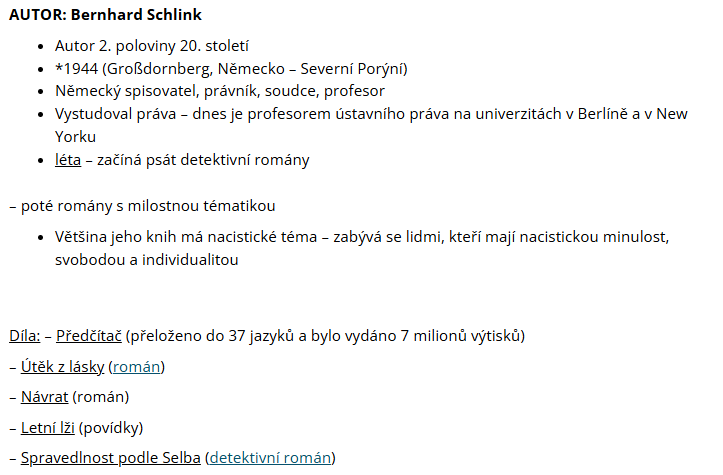 AUTOR: Bernhard Schlink
• Autor 2. poloviny 20. století
• *1944 (Großdornberg, Německo – Severní Porýní)
• Německý spisovatel, právník, soudce, profesor
• Vystudoval práva – dnes je profesorem ústavního práva na univerzitách v Berlíně a v New
Yorku
• léta – začíná psát detektivní romány
– poté romány s milostnou tématikou
• Většina jeho knih má nacistické téma – zabývá se lidmi, kteří mají nacistickou minulost,
svobodou a individualitou
Díla: – Předčítač (přeloženo do 37 jazyků a bylo vydáno 7 milionů výtisků)
– Útěk z lásky (román)
– Návrat (román)
– Letní lži (povídky)
– Spravedlnost podle Selba (detektivní román)